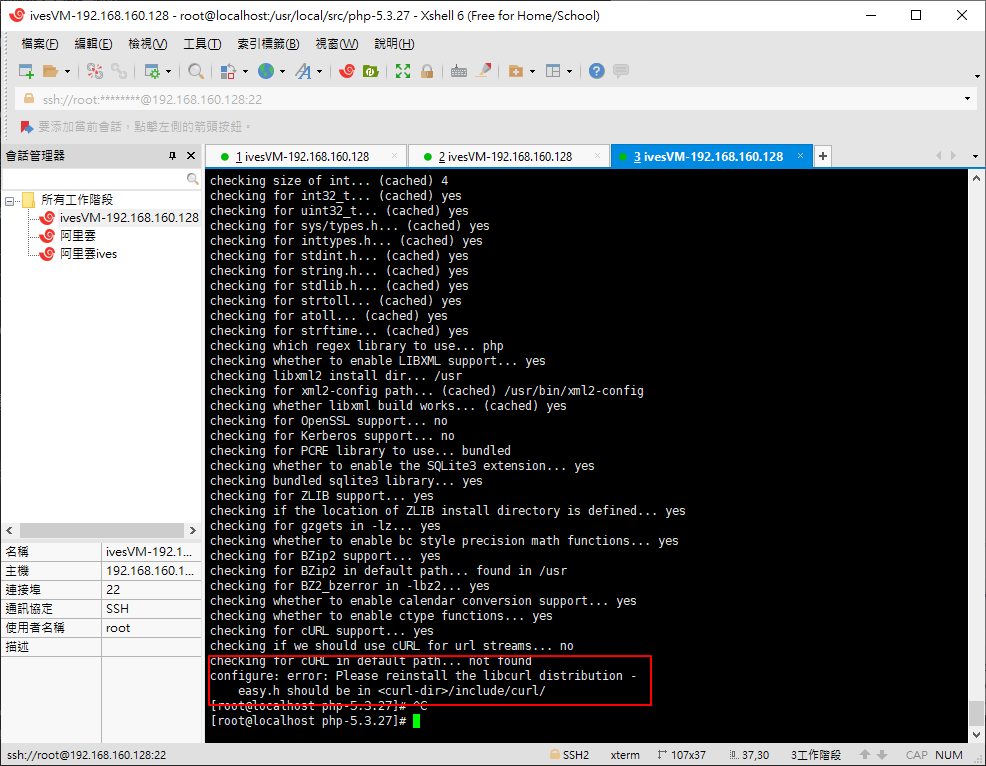 ivesVM-192.168.160.128 - root@localhost:/usr/local/src/php-5.3.27 - Xshell 6 (Free for Home/School)
檔案(F) 編輯(E) 檢視(V) 工具(T) 索引標籤(B) 視窗(W) 說明(H)
ssh://root:********@192.168.160.128:22
要添加當前會話，點擊左側的箭頭按鈕。
會話管理器
1 ivesVM-192.168.160.128
2 ivesVM-192.168.160.128
3 ivesVM-192.168.160.128
所有工作階段
ivesVM-192.168.160.128
阿里雲
阿里雲ives
名稱 ivesVM-192.1...
主機 192.168.160.1...
連接埠 22
通訊協定 SSH
使用者名稱 root
描述
checking size of int... (cached) 4
checking for int32_t... (cached) yes
checking for uint32_t... (cached) yes
checking for sys/types.h... (cached) yes
checking for inttypes.h... (cached) yes
checking for stdint.h... (cached) yes
checking for string.h... (cached) yes
checking for stdlib.h... (cached) yes
checking for strtoll... (cached) yes
checking for atoll... (cached) yes
checking for strftime... (cached) yes
checking which regex library to use... php
checking whether to enable LIBXML support... yes
checking libxml2 install dir... /usr
checking for xml2-config path... (cached) /usr/bin/xml2-config
checking whether libxml build works... (cached) yes
checking for OpenSSL support... no
checking for Kerberos support... no
checking for PCRE library to use... bundled
checking whether to enable the SQLite3 extension... yes
checking bundled sqlite3 library... yes
checking for ZLIB support... yes
checking if the location of ZLIB install directory is defined... yes
checking for gzgets in -lz... yes
checking whether to enable bc style precision math functions... yes
checking for BZip2 support... yes
checking for BZip2 in default path... found in /usr
checking for BZ2_bzerror in -lbz2... yes
checking whether to enable calendar conversion support... yes
checking whether to enable ctype functions... yes
checking for cURL support... yes
checking if we should use cURL for url streams... no
checking for cURL in default path... not found
configure: error: Please reinstall the libcurl distribution -
easy.h should be in <curl-dir>/include/curl/
[root@localhost php-5.3.27]# ^C
[root@localhost php-5.3.27]#
ssh://root@192.168.160.128:22 SSH2 xterm 107x37 37,30 3工作階段 CAP NUM